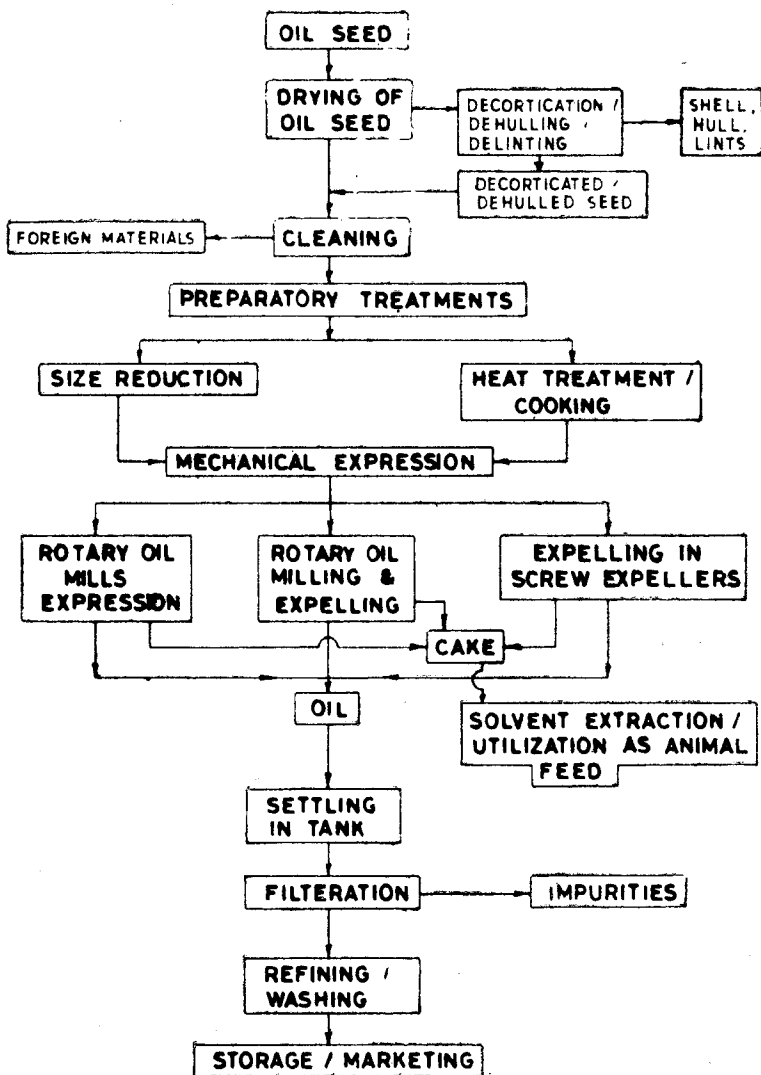 OIL SEED
DRYING OF
OIL SEED
DECORTICATION /
DEHULLING /
DELINTING
SHELL,
HULL,
LINTS
DECORTICATED /
DEHULLED SEED
FOREIGN MATERIALS
CLEANING
PREPARATORY TREATMENTS
SIZE REDUCTION
HEAT TREATMENT /
COOKING
MECHANICAL EXPRESSION
ROTARY OIL
MILLS
EXPRESSION
ROTARY OIL
MILLING &
EXPELLING
EXPELLING IN
SCREW EXPELLERS
CAKE
OIL
SOLVENT EXTRACTION /
UTILIZATION AS ANIMAL
FEED
SETTLING
IN TANK
FILTERATION
IMPURITIES
REFINING /
WASHING
STORAGE / MARKETING